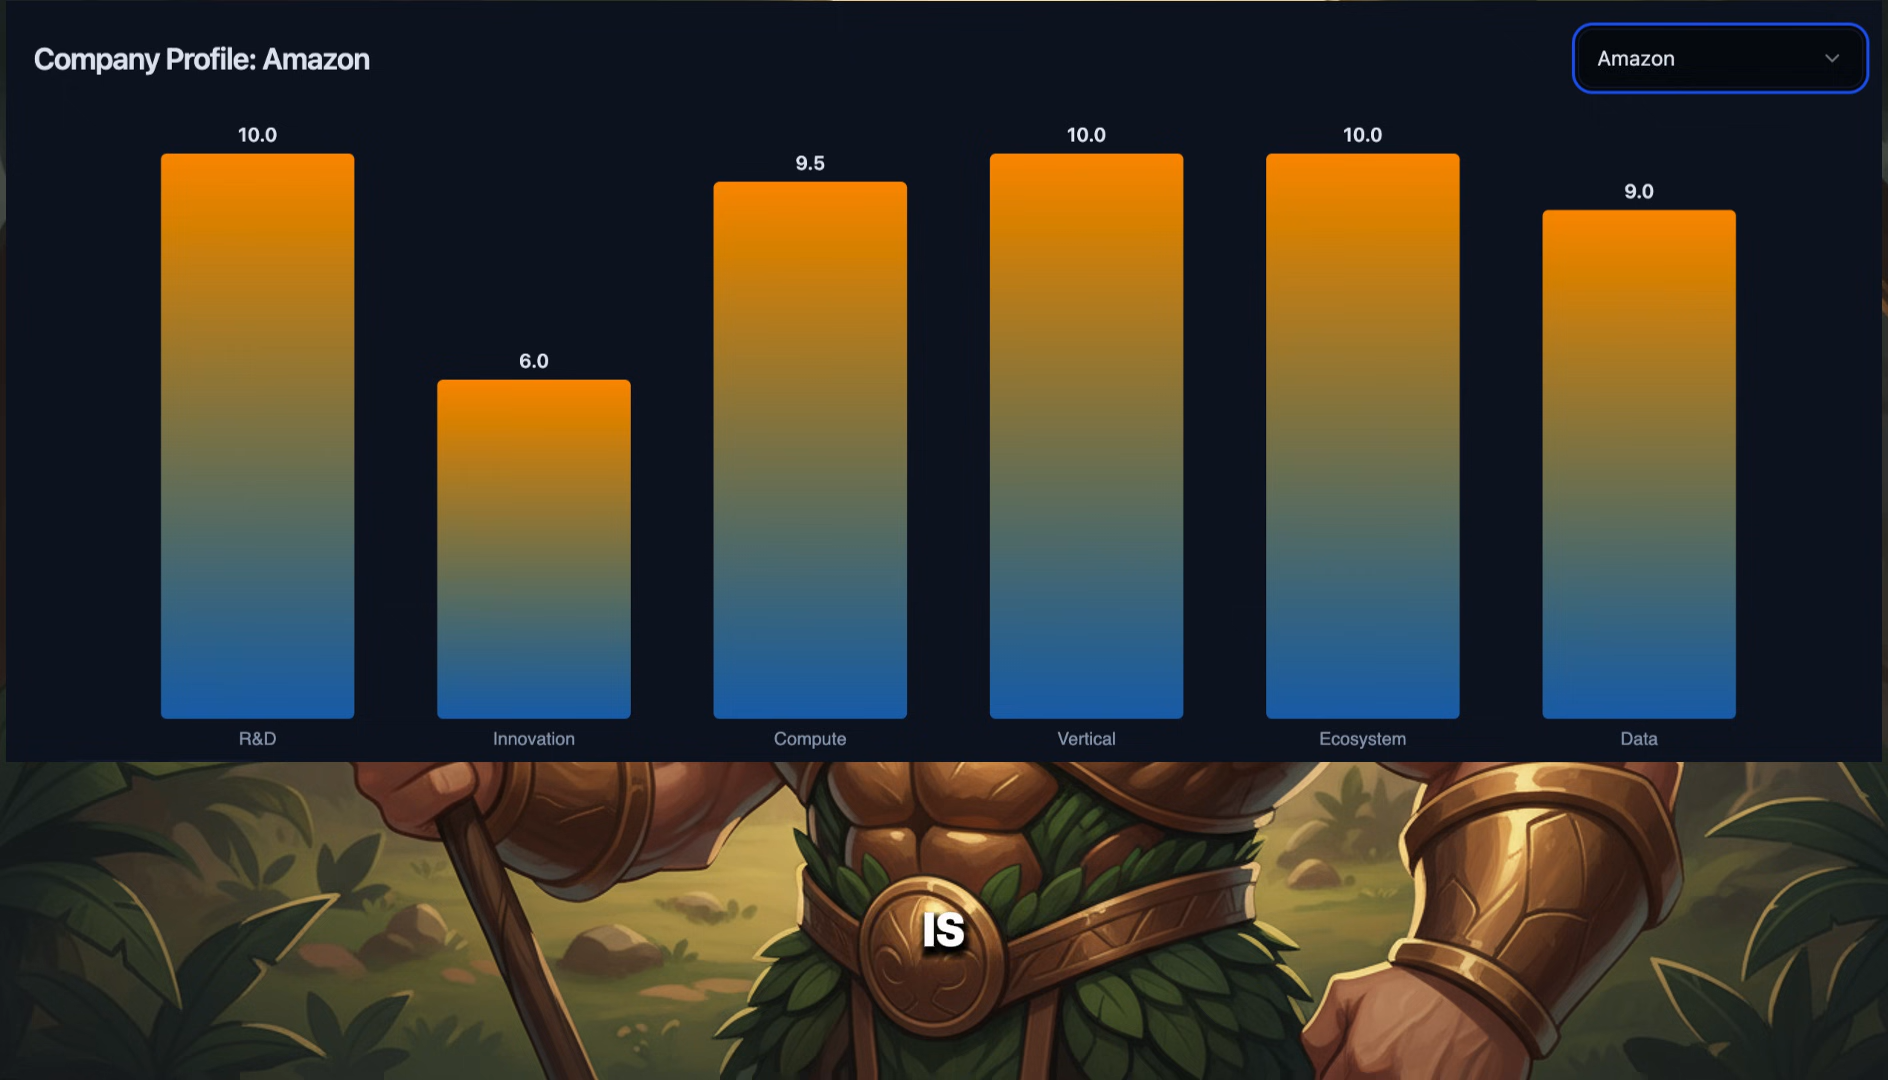 Company Profile: Amazon
Amazon
10.0
6.0
9.5
10.0
10.0
9.0
R&D
Innovation
Compute
Vertical
Ecosystem
Data
IS